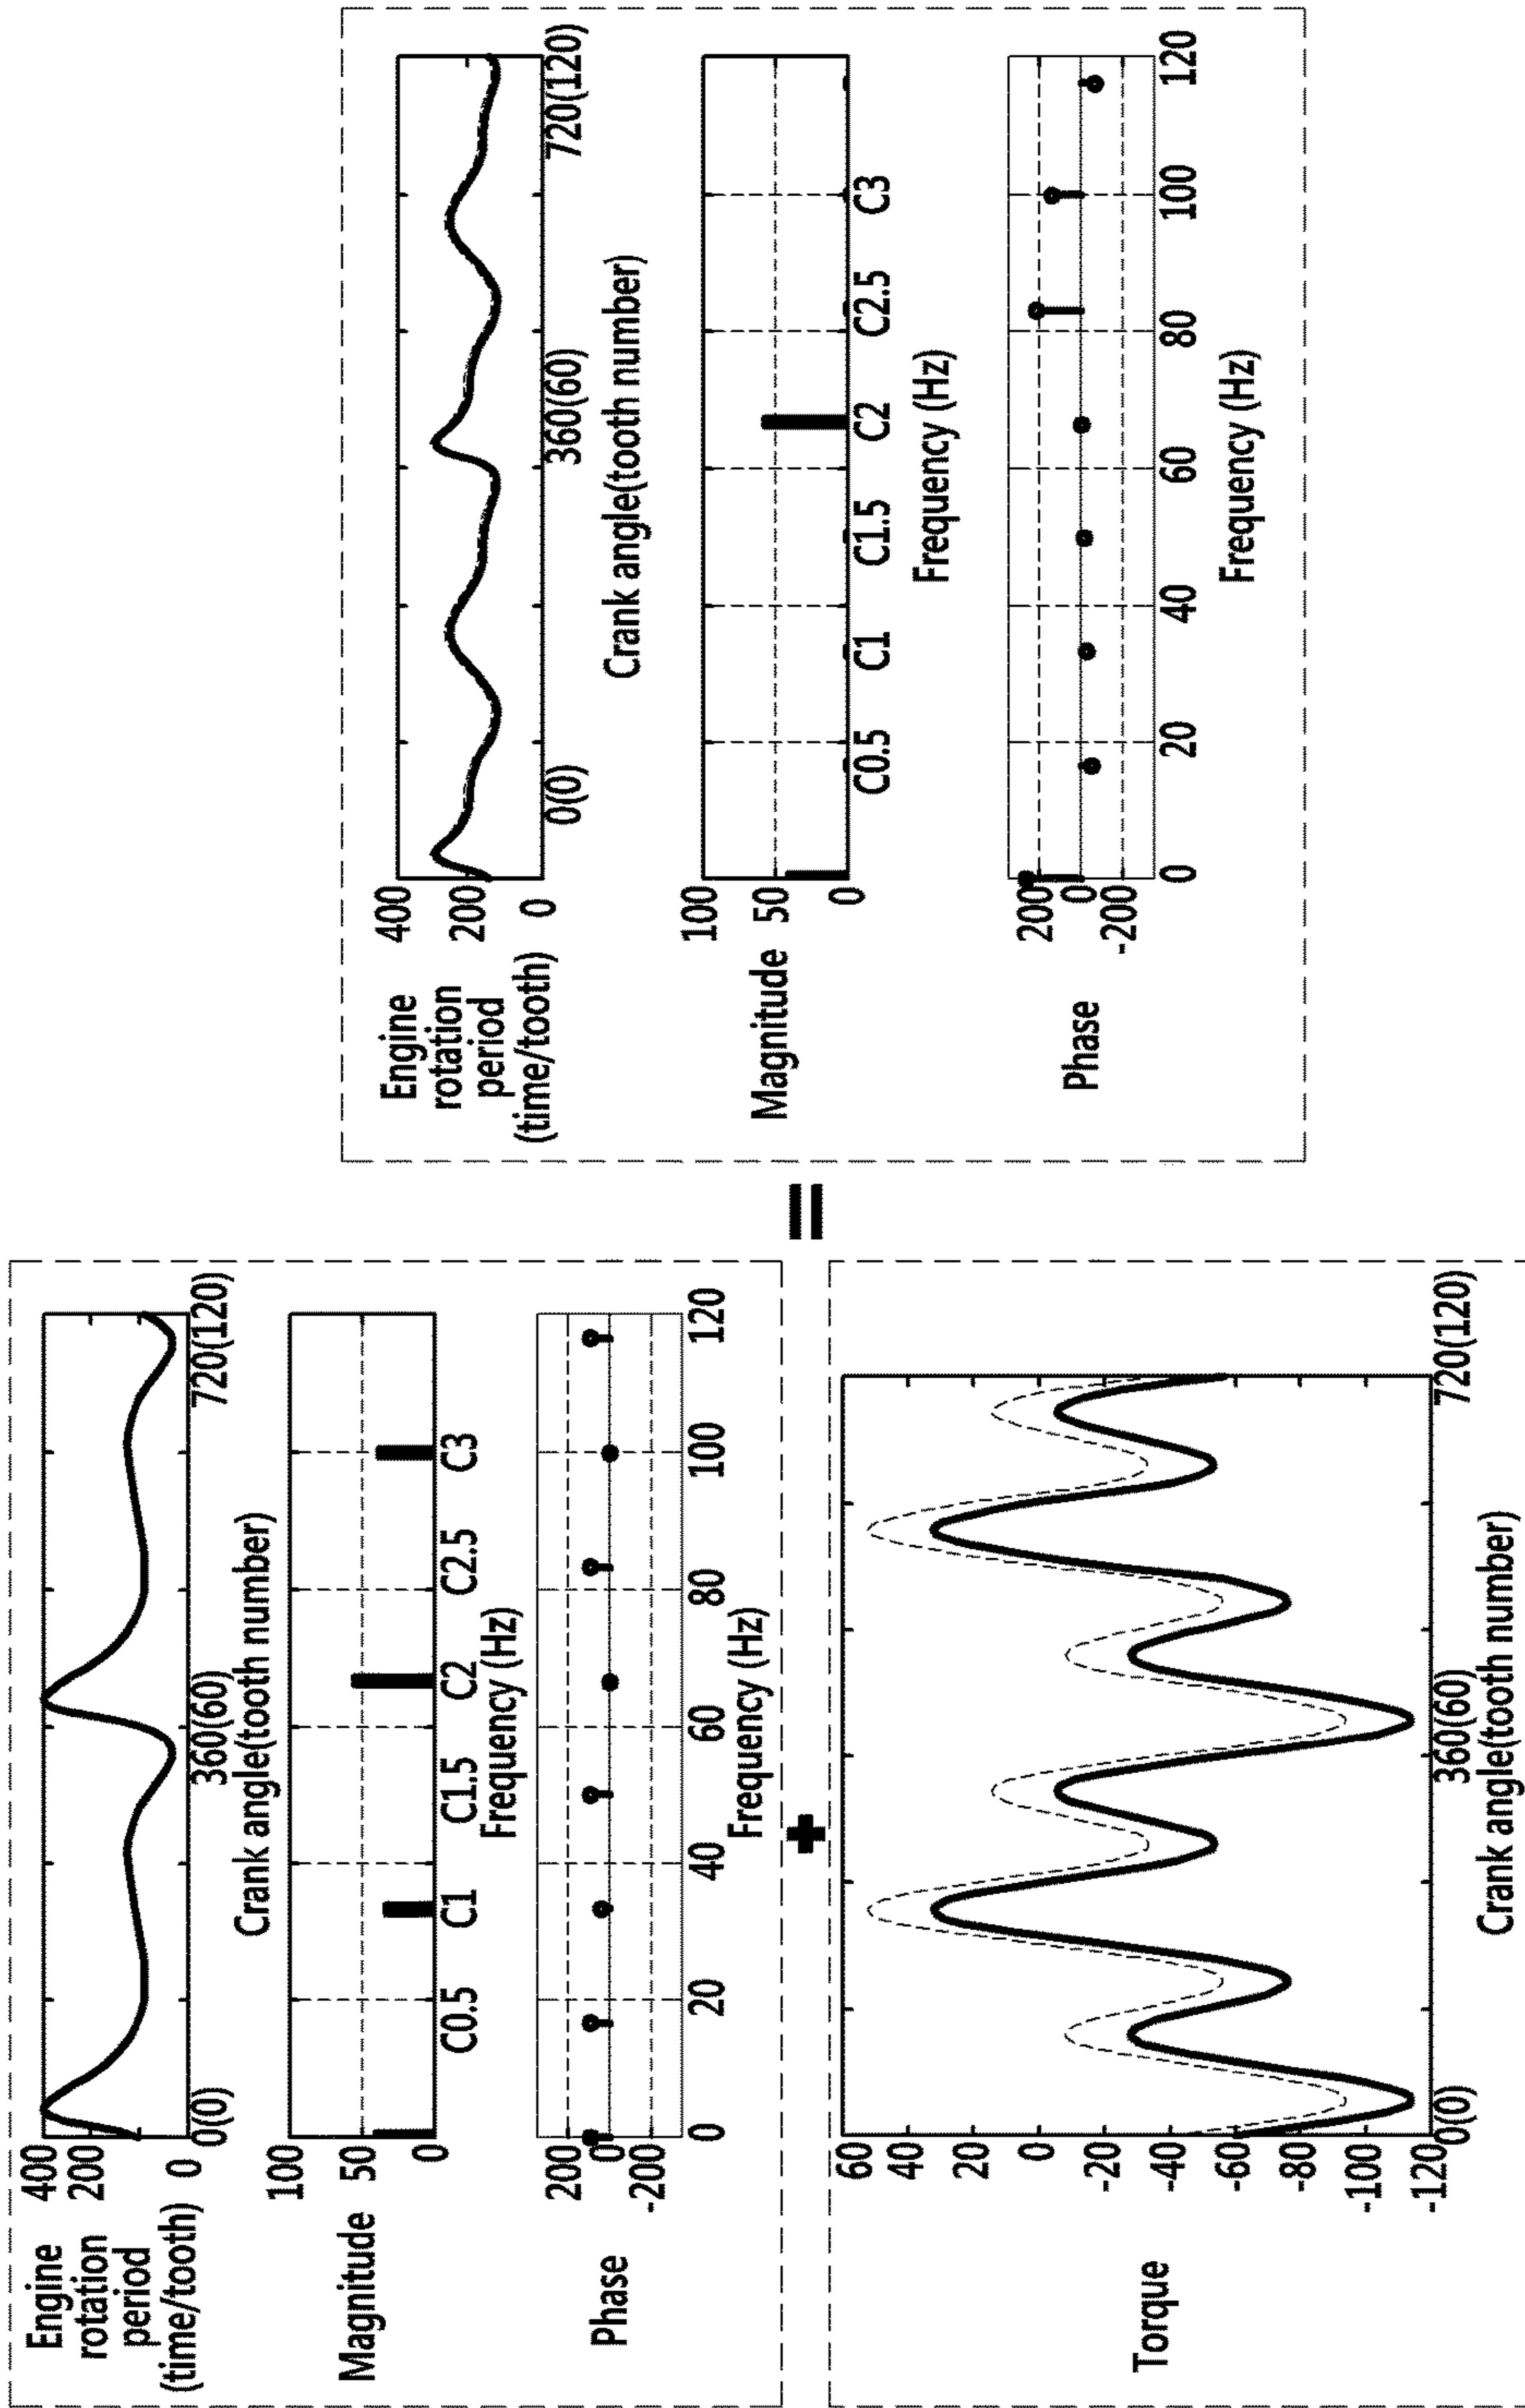 Engine
rotation
period
(time/tooth)
400
200
0
0(0) 360(60) 720(120)
Crank angle(tooth number)
Magnitude
100
50
0
C0.5 C1 C1.5 C2 C2.5 C3
Frequency (Hz)
Phase
200
0
-200
0 20 40 60 80 100 120
Frequency (Hz)
+
Torque
60
40
20
0
-20
-40
-60
-80
-100
-120
0(0) 360(60) 720(120)
Crank angle(tooth number)
=
Engine
rotation
period
(time/tooth)
400
200
0
0(0) 360(60) 720(120)
Crank angle(tooth number)
Magnitude
100
50
0
C0.5 C1 C1.5 C2 C2.5 C3
Frequency (Hz)
Phase
200
0
-200
0 20 40 60 80 100 120
Frequency (Hz)